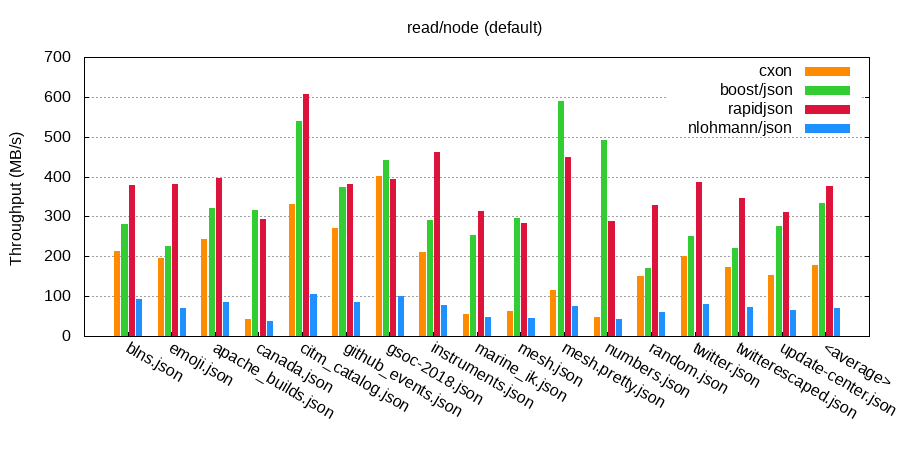 read/node (default)
Throughput (MB/s)
700
600
500
400
300
200
100
0
cxon
boost/json
rapidjson
nlohmann/json
blns.json
emoji.json
apache_builds.json
canada.json
citm_catalog.json
github_events.json
gsoc-2018.json
instruments.json
marine_ik.json
mesh.json
mesh.pretty.json
numbers.json
random.json
twitter.json
twitterescaped.json
update-center.json
<average>